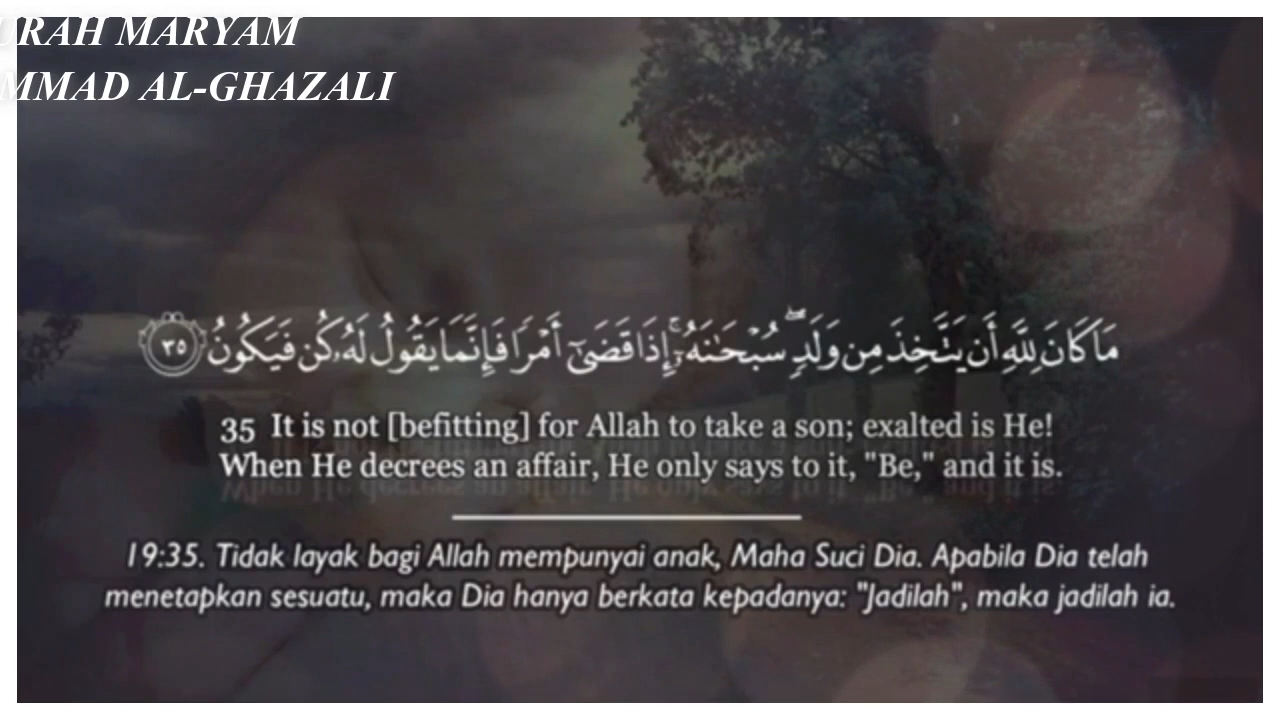 URAH MARYAM
MMAD AL-GHAZALI
مَا كَانَ لِلَّهِ أَن يَتَّخِذَ مِن وَلَدٍ ۖ سُبْحَٰنَهُۥٓ ۚ إِذَا قَضَىٰٓ أَمْرًا فَإِنَّمَا يَقُولُ لَهُۥ كُن فَيَكُونُ ٣٥
35 It is not [befitting] for Allah to take a son; exalted is He!
When He decrees an affair, He only says to it, "Be," and it is.
19:35. Tidak layak bagi Allah mempunyai anak, Maha Suci Dia. Apabila Dia telah
menetapkan sesuatu, maka Dia hanya berkata kepadanya: "Jadilah", maka jadilah ia.